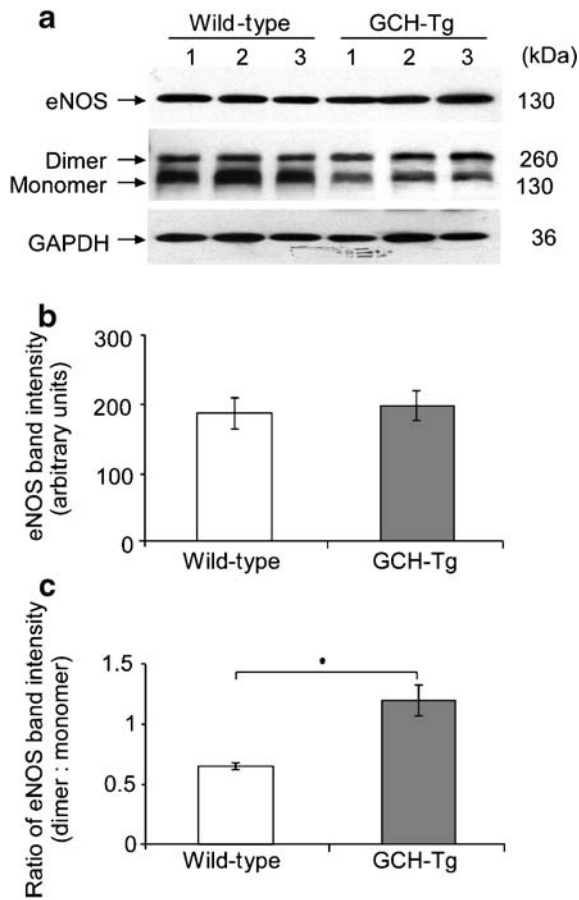 a
Wild-type GCH-Tg
1 2 3 1 2 3 (kDa)
eNOS 130
Dimer 260
Monomer 130
GAPDH 36
b
eNOS band intensity
(arbitrary units)
300
200
100
0
Wild-type GCH-Tg
c
Ratio of eNOS band intensity
(dimer : monomer)
1.5
*
1
0.5
0
Wild-type GCH-Tg